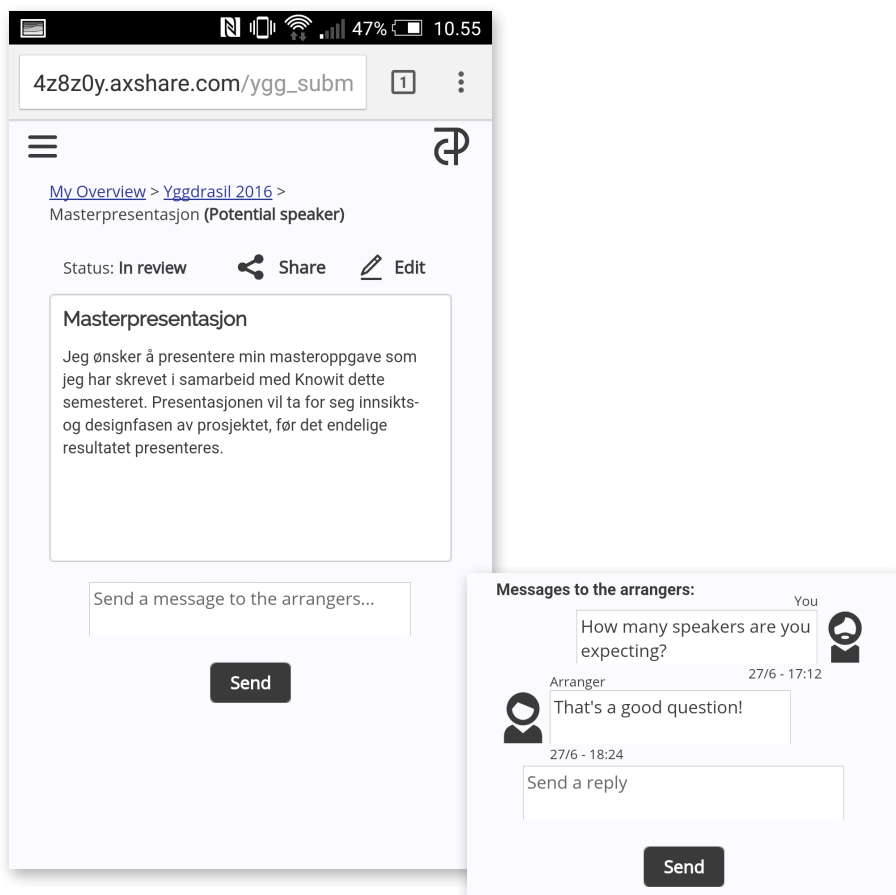 47% 10.55
4z8z0y.axshare.com/ygg_subm
1
My Overview > Yggdrasil 2016 >
Masterpresentasjon (Potential speaker)
Status: In review Share Edit
Masterpresentasjon
Jeg ønsker å presentere min masteroppgave som
jeg har skrevet i samarbeid med Knowit dette
semesteret. Presentasjonen vil ta for seg innsikts-
og designfasen av prosjektet, før det endelige
resultatet presenteres.
Send a message to the arrangers...
Send
Messages to the arrangers:
You
How many speakers are you
expecting?
27/6 - 17:12
Arranger
That's a good question!
27/6 - 18:24
Send a reply
Send